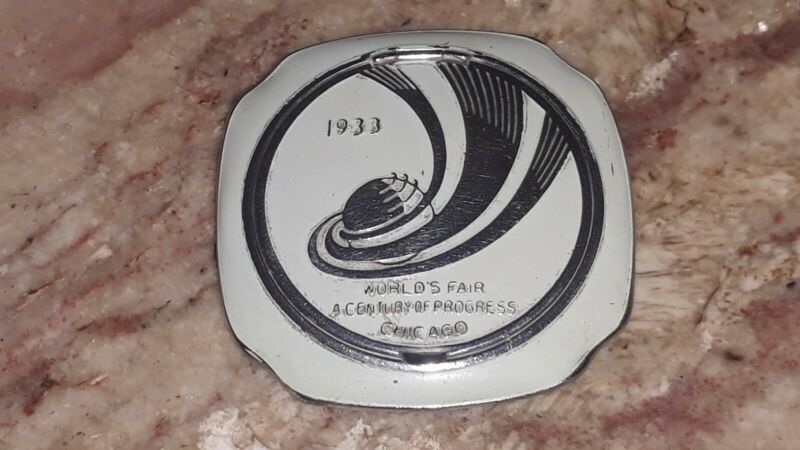 1933
WORLD'S FAIR
A CENTURY OF PROGRESS
CHICAGO